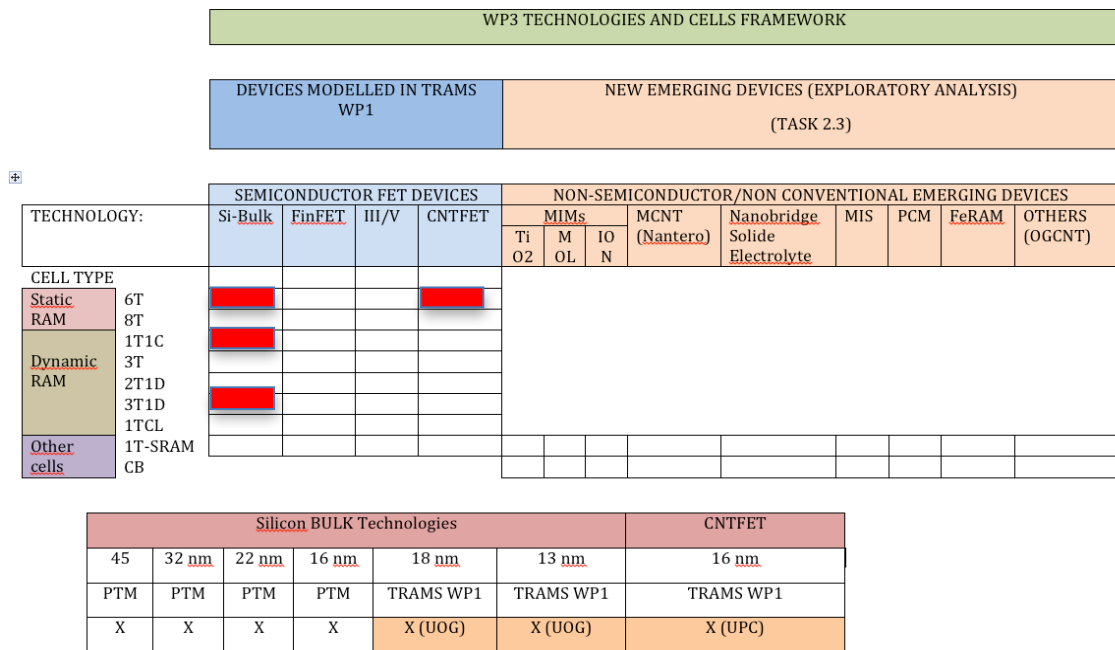 WP3 TECHNOLOGIES AND CELLS FRAMEWORK
DEVICES MODELLED IN TRAMS
WP1
NEW EMERGING DEVICES (EXPLORATORY ANALYSIS)
(TASK 2.3)
SEMICONDUCTOR FET DEVICES
NON-SEMICONDUCTOR/NON CONVENTIONAL EMERGING DEVICES
TECHNOLOGY:
Si-Bulk
FinFET
III/V
CNTFET
MIMs
Ti
O2
M
OL
IO
N
MCNT
(Nantero)
Nanobridge
Solide
Electrolyte
MIS
PCM
FeRAM
OTHERS
(OGCNT)
CELL TYPE
Static
RAM
6T
8T
Dynamic
RAM
1T1C
3T
2T1D
3T1D
1TCL
Other
cells
1T-SRAM
CB
Silicon BULK Technologies
CNTFET
45
32 nm
22 nm
16 nm
18 nm
13 nm
16 nm
PTM
PTM
PTM
PTM
TRAMS WP1
TRAMS WP1
TRAMS WP1
X
X
X
X
X (UOG)
X (UOG)
X (UPC)